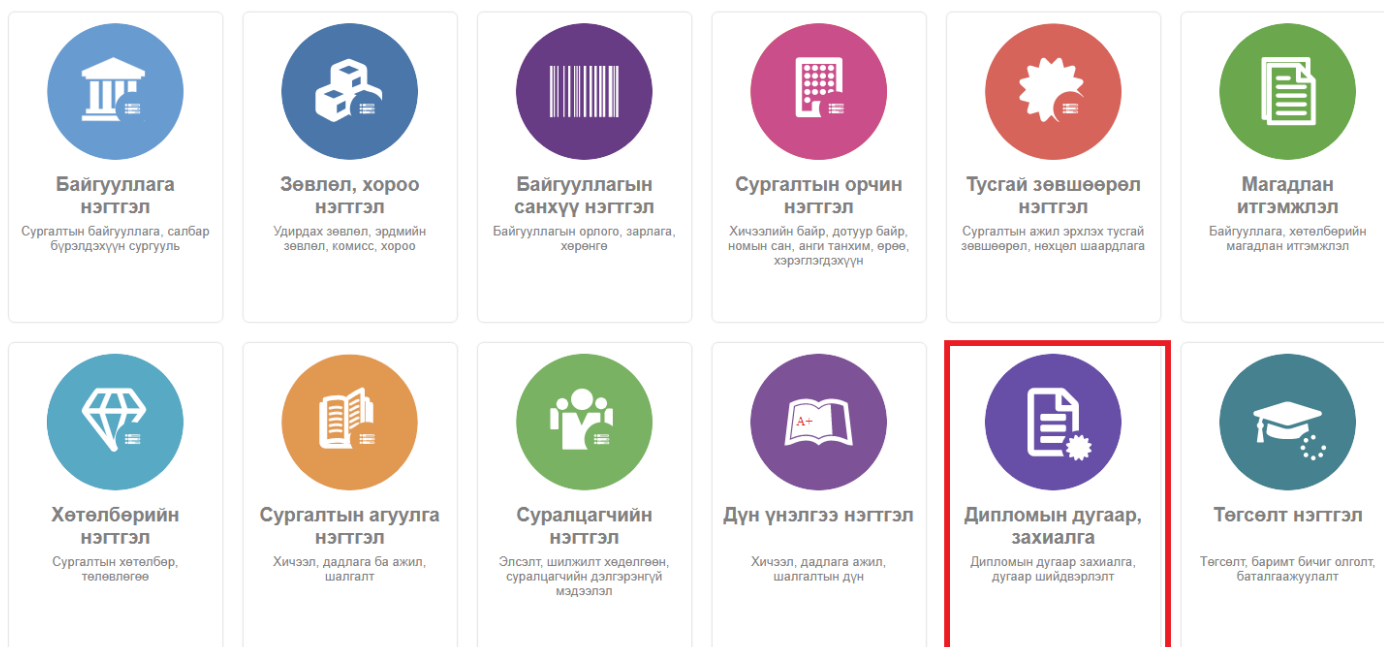 Байгууллага
нэгтгэл
Сургалтын байгууллага, салбар
бүрэлдэхүүн сургууль
Зөвлөл, хороо
нэгтгэл
Удирдах зөвлөл, эрдмийн
зөвлөл, комисс, хороо
Байгууллагын
санхүү нэгтгэл
Байгууллагын орлого, зарлага,
хөрөнгө
Сургалтын орчин
нэгтгэл
Хичээлийн байр, дотуур байр,
номын сан, анги танхим, өрөө,
хэрэглэгдэхүүн
Тусгай зөвшөөрөл
нэгтгэл
Сургалтын ажил эрхлэх тусгай
зөвшөөрөл, нөхцөл шаардлага
Магадлан
итгэмжлэл
Байгууллага, хөтөлбөрийн
магадлан итгэмжлэл
Хөтөлбөрийн
нэгтгэл
Сургалтын хөтөлбөр,
төлөвлөгөө
Сургалтын агуулга
нэгтгэл
Хичээл, дадлага ба ажил,
шалгалт
Суралцагчийн
нэгтгэл
Элсэлт, шилжилт хөдөлгөөн,
суралцагчийн дэлгэрэнгүй
мэдээлэл
A+
Дүн үнэлгээ нэгтгэл
Хичээл, дадлага ажил,
шалгалтын дүн
Дипломын дугаар,
захиалга
Дипломын дугаар захиалга,
дугаар шийдвэрлэлт
Төгсөлт нэгтгэл
Төгсөлт, баримт бичиг олголт,
баталгаажуулалт